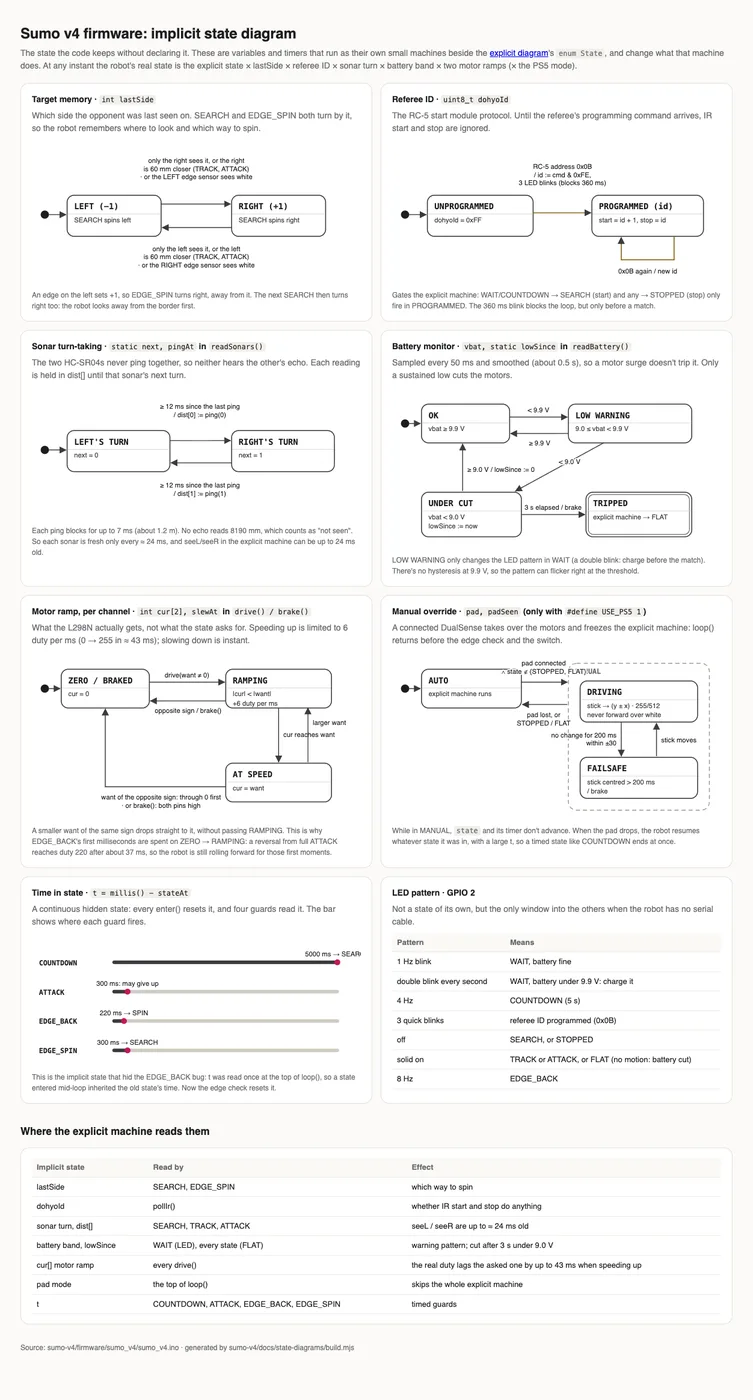 Sumo v4 firmware: implicit state diagram
The state the code keeps without declaring it. These are variables and timers that run as their own small machines beside the explicit diagram's enum State, and change what that machine
does. At any instant the robot's real state is the explicit state × lastSide × referee ID × sonar turn × battery band × two motor ramps (× the PS5 mode).
Target memory · int lastSide
Which side the opponent was last seen on. SEARCH and EDGE_SPIN both turn by it,
so the robot remembers where to look and which way to spin.
only the right sees it, or the right
is 60 mm closer (TRACK, ATTACK)
· or the LEFT edge sensor sees white
LEFT (−1)
SEARCH spins left
RIGHT (+1)
SEARCH spins right
only the left sees it, or the left
is 60 mm closer (TRACK, ATTACK)
· or the RIGHT edge sensor sees white
An edge on the left sets +1, so EDGE_SPIN turns right, away from it. The next SEARCH then turns
right too: the robot looks away from the border first.
Referee ID · uint8_t dohyoId
The RC-5 start module protocol. Until the referee's programming command arrives, IR
start and stop are ignored.
RC-5 address 0x0B
/ id := cmd & 0xFE,
3 LED blinks (blocks 360 ms)
UNPROGRAMMED
dohyoId = 0xFF
PROGRAMMED (id)
start = id + 1, stop = id
0x0B again / new id
Gates the explicit machine: WAIT/COUNTDOWN → SEARCH (start) and any → STOPPED (stop) only
fire in PROGRAMMED. The 360 ms blink blocks the loop, but only before a match.
Sonar turn-taking · static next, pingAt in readSonars()
The two HC-SR04s never ping together, so neither hears the other's echo. Each reading
is held in dist[] until that sonar's next turn.
≥ 12 ms since the last ping
/ dist[0] := ping(0)
LEFT'S TURN
next = 0
RIGHT'S TURN
next = 1
≥ 12 ms since the last ping
/ dist[1] := ping(1)
Each ping blocks for up to 7 ms (about 1.2 m). No echo reads 8190 mm, which counts as "not seen".
So each sonar is fresh only every ≈ 24 ms, and seeL/seeR in the explicit machine can be up to 24 ms
old.
Battery monitor · vbat, static lowSince in readBattery()
Sampled every 50 ms and smoothed (about 0.5 s), so a motor surge doesn't trip it. Only
a sustained low cuts the motors.
OK
vbat ≥ 9.9 V
< 9.9 V
≥ 9.9 V
LOW WARNING
9.0 ≤ vbat < 9.9 V
≥ 9.0 V / lowSince := 0
< 9.0 V
UNDER CUT
vbat < 9.0 V
lowSince := now
3 s elapsed / brake
TRIPPED
explicit machine → FLAT
LOW WARNING only changes the LED pattern in WAIT (a double blink: charge before the match).
There's no hysteresis at 9.9 V, so the pattern can flicker right at the threshold.
Motor ramp, per channel · int cur[2], slewAt in drive() / brake()
What the L298N actually gets, not what the state asks for. Speeding up is limited to 6
duty per ms (0 → 255 in ≈ 43 ms); slowing down is instant.
ZERO / BRAKED
cur = 0
drive(want ≠ 0)
opposite sign / brake()
RAMPING
|cur| < |want|
+6 duty per ms
larger want
cur reaches want
AT SPEED
cur = want
want of the opposite sign: through 0 first
· or brake(): both pins high
A smaller want of the same sign drops straight to it, without passing RAMPING. This is why
EDGE_BACK's first milliseconds are spent on ZERO → RAMPING: a reversal from full ATTACK
reaches duty 220 after about 37 ms, so the robot is still rolling forward for those first moments.
Manual override · pad, padSeen (only with #define USE_PS5 1)
A connected DualSense takes over the motors and freezes the explicit machine: loop()
returns before the edge check and the switch.
pad connected
∧ state ∉ {STOPPED, FLAT}
AUTO
explicit machine runs
pad lost, or
STOPPED / FLAT
DRIVING
stick → (y ± x) · 255/512
never forward over white
no change for 200 ms
within ±30
stick moves
FAILSAFE
stick centred > 200 ms
/ brake
While in MANUAL, state and its timer don't advance. When the pad drops, the robot resumes
whatever state it was in, with a large t, so a timed state like COUNTDOWN ends at once.
Time in state · t = millis() − stateAt
A continuous hidden state: every enter() resets it, and four guards read it. The bar
shows where each guard fires.
5000 ms → SEAR
COUNTDOWN
300 ms: may give up
ATTACK
220 ms → SPIN
EDGE_BACK
300 ms → SEARCH
EDGE_SPIN
This is the implicit state that hid the EDGE_BACK bug: t was read once at the top of loop(), so a state
entered mid-loop inherited the old state's time. Now the edge check resets it.
LED pattern · GPIO 2
Not a state of its own, but the only window into the others when the robot has no serial
cable.
Pattern Means
1 Hz blink WAIT, battery fine
double blink every second WAIT, battery under 9.9 V: charge it
4 Hz COUNTDOWN (5 s)
3 quick blinks referee ID programmed (0x0B)
off SEARCH, or STOPPED
solid on TRACK or ATTACK, or FLAT (no motion: battery cut)
8 Hz EDGE_BACK
Where the explicit machine reads them
Implicit state Read by Effect
lastSide SEARCH, EDGE_SPIN which way to spin
dohyoId pollIr() whether IR start and stop do anything
sonar turn, dist[] SEARCH, TRACK, ATTACK seeL / seeR are up to ≈ 24 ms old
battery band, lowSince WAIT (LED), every state (FLAT) warning pattern; cut after 3 s under 9.0 V
cur[] motor ramp every drive() the real duty lags the asked one by up to 43 ms when speeding up
pad mode the top of loop() skips the whole explicit machine
t COUNTDOWN, ATTACK, EDGE_BACK, EDGE_SPIN timed guards
Source: sumo-v4/firmware/sumo_v4/sumo_v4.ino · generated by sumo-v4/docs/state-diagrams/build.mjs